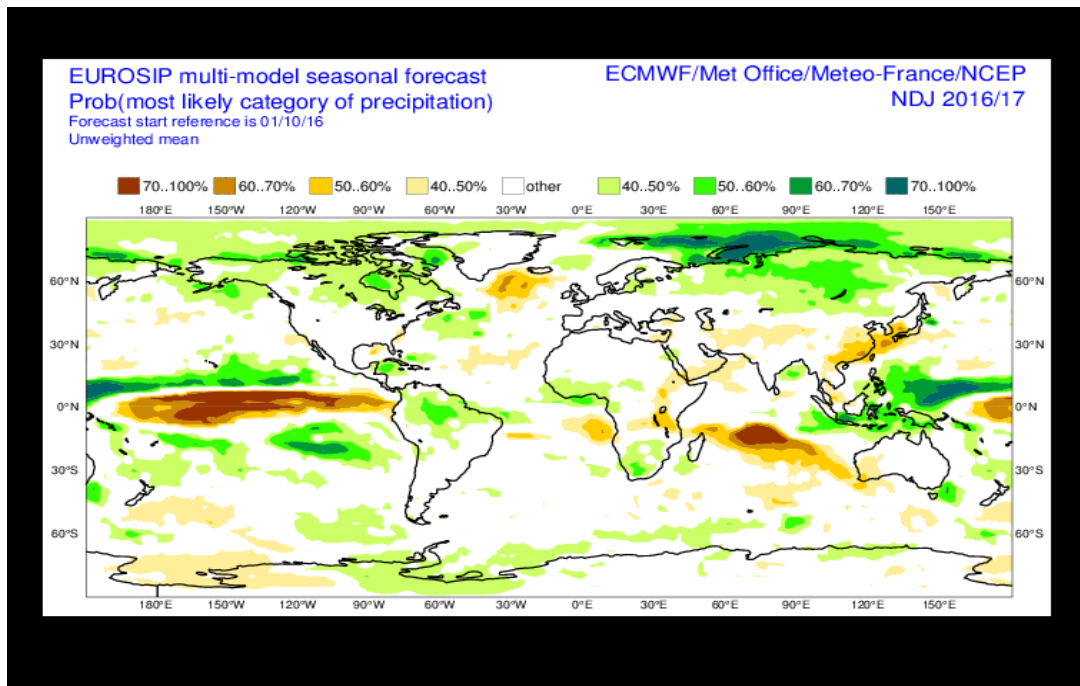 EUROSIP multi-model seasonal forecast
Prob(most likely category of precipitation)
Forecast start reference is 01/10/16
Unweighted mean
ECMWF/Met Office/Meteo-France/NCEP
NDJ 2016/17
70..100% 60..70% 50..60% 40..50% other 40..50% 50..60% 60..70% 70..100%
180°E 150°W 120°W 90°W 60°W 30°W 0°E 30°E 60°E 90°E 120°E 150°E
60°N 60°N
30°N 30°N
0°N 0°N
30°S 30°S
60°S 60°S
180°E 150°W 120°W 90°W 60°W 30°W 0°E 30°E 60°E 90°E 120°E 150°E